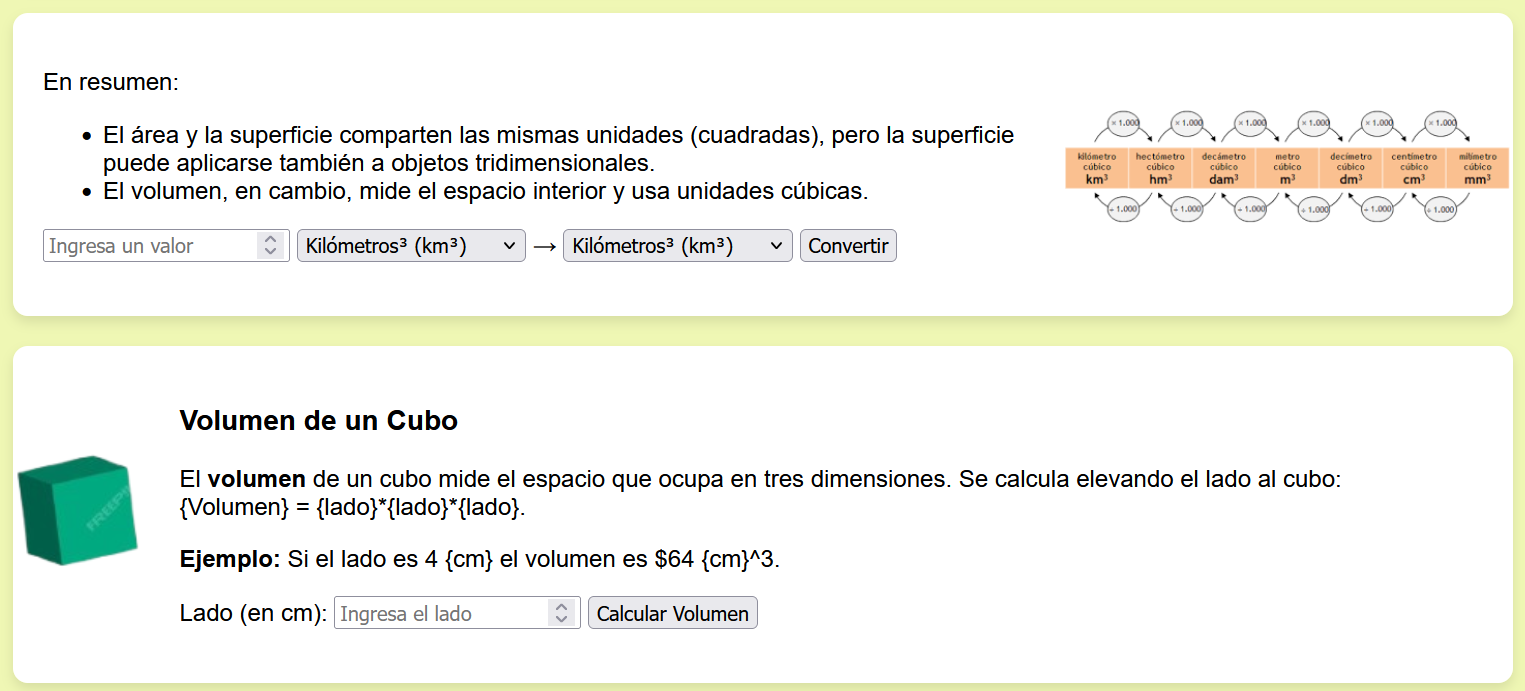 En resumen:
• El área y la superficie comparten las mismas unidades (cuadradas), pero la superficie
puede aplicarse también a objetos tridimensionales.
• El volumen, en cambio, mide el espacio interior y usa unidades cúbicas.
Ingresa un valor Kilómetros³ (km³) → Kilómetros³ (km³) Convertir
× 1.000 × 1.000 × 1.000 × 1.000 × 1.000 × 1.000
kilómetro hectómetro decámetro metro decímetro centímetro milímetro
cúbico cúbico cúbico cúbico cúbico cúbico cúbico
km³ hm³ dam³ m³ dm³ cm³ mm³
÷ 1.000 ÷ 1.000 ÷ 1.000 ÷ 1.000 ÷ 1.000 ÷ 1.000
Volumen de un Cubo
El volumen de un cubo mide el espacio que ocupa en tres dimensiones. Se calcula elevando el lado al cubo:
{Volumen} = {lado}*{lado}*{lado}.
Ejemplo: Si el lado es 4 {cm} el volumen es $64 {cm}^3.
Lado (en cm): Ingresa el lado Calcular Volumen